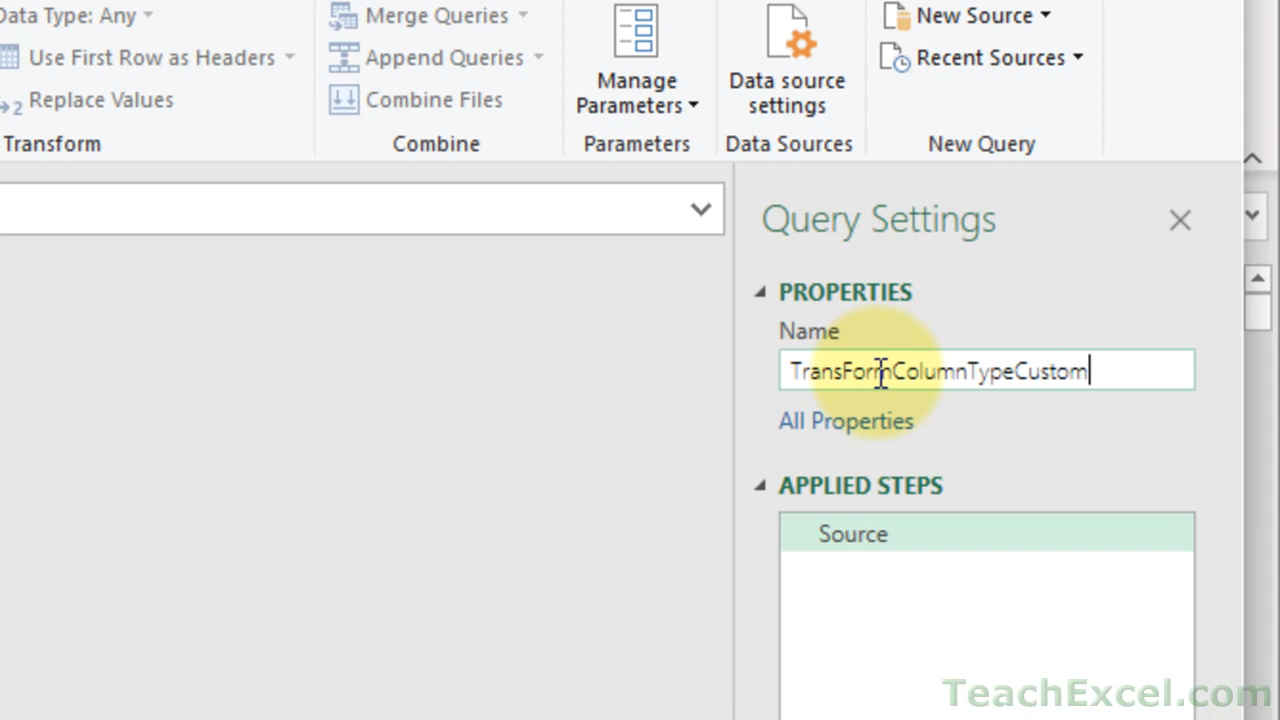 Data Type: Any
Use First Row as Headers
Replace Values
Transform
Merge Queries
Append Queries
Combine Files
Combine
Manage
Parameters
Parameters
Data source
settings
Data Sources
New Source
Recent Sources
New Query
Query Settings
PROPERTIES
Name
TransFormColumnTypeCustom
All Properties
APPLIED STEPS
Source
TeachExcel.com